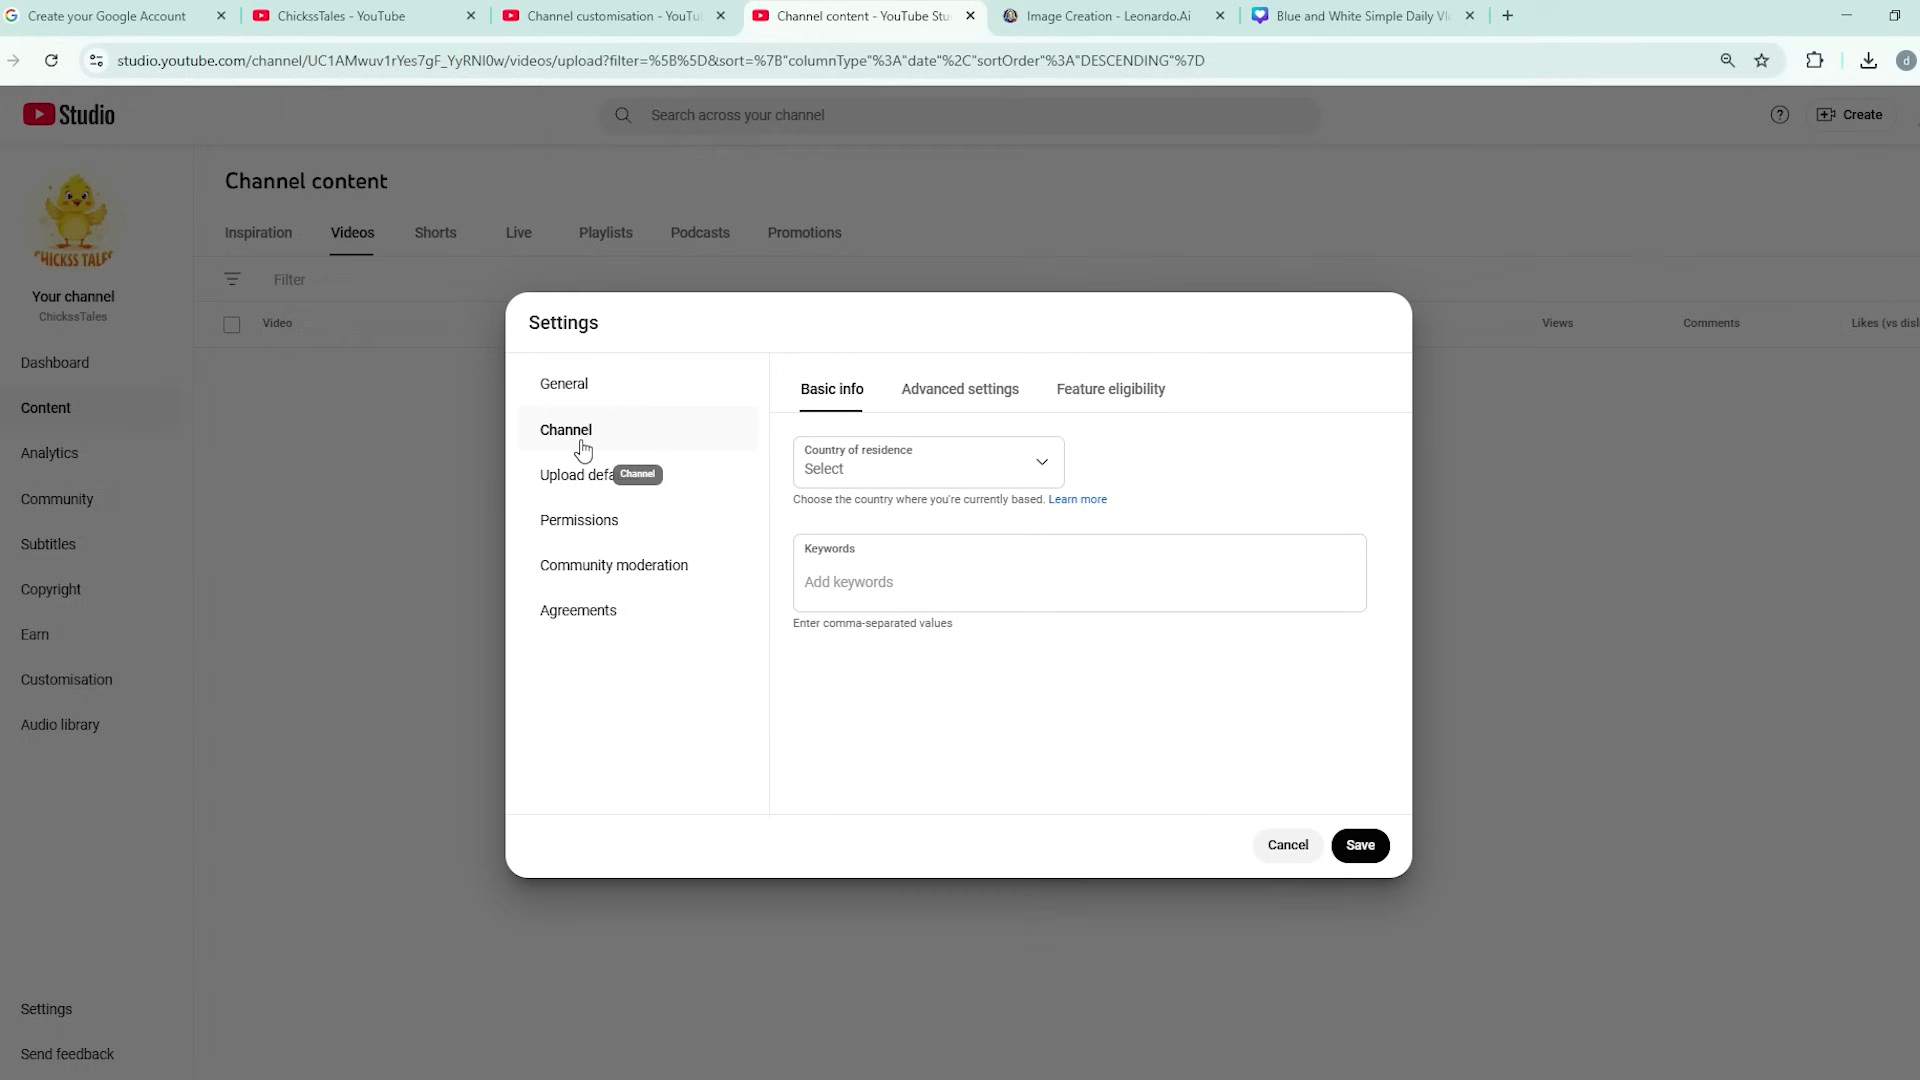 Create your Google Account
ChickssTales - YouTube
Channel customisation - YouTu
Channel content - YouTube Stu
Image Creation - Leonardo.Ai
Blue and White Simple Daily Vl
studio.youtube.com/channel/UC1AMwuv1rYes7gF_YyRNI0w/videos/upload?filter=%5B%5D&sort=%7B"columnType"%3A"date"%2C"sortOrder"%3A"DESCENDING"%7D
d
Studio
Search across your channel
Create
CHICKSS TALES
Your channel
ChickssTales
Dashboard
Content
Analytics
Community
Subtitles
Copyright
Earn
Customisation
Audio library
Settings
Send feedback
Channel content
Inspiration
Videos
Shorts
Live
Playlists
Podcasts
Promotions
Filter
Video
Views
Comments
Likes (vs disl
Settings
General
Channel
Upload defa
Channel
Permissions
Community moderation
Agreements
Basic info
Advanced settings
Feature eligibility
Country of residence
Select
Choose the country where you're currently based. Learn more
Keywords
Add keywords
Enter comma-separated values
Cancel
Save